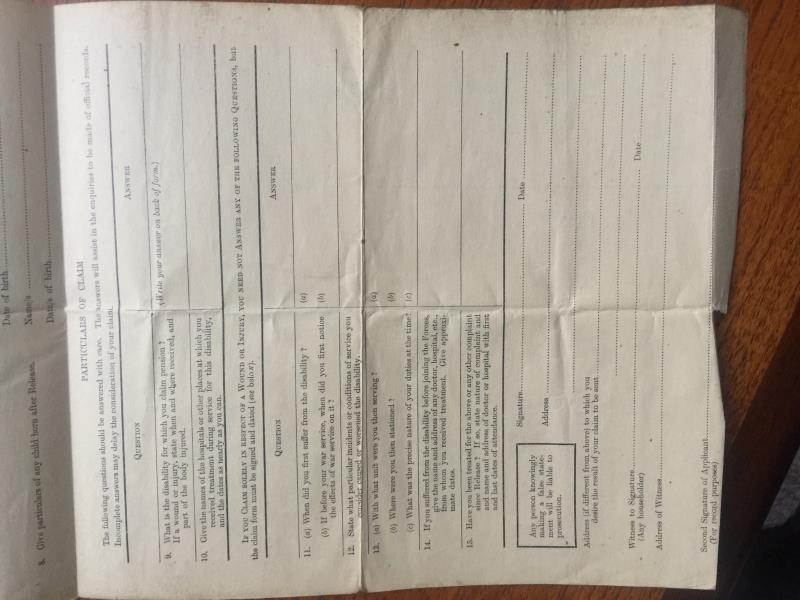 Date of birth
8. Give particulars of any child born after Release.
Name/s
Date/s of birth
PARTICULARS OF CLAIM
The following questions should be answered with care. The answers will assist in the enquiries to be made of official records.
Incomplete answers may delay the consideration of your claim.
QUESTION ANSWER
9. What is the disability for which you claim pension ? (Write your answer on back of form.)
If a wound or injury, state when and where received, and
part of the body injured.
10. Give the names of the hospitals or other places at which you
received treatment during service for this disability,
and the dates as nearly as you can.
IF YOU CLAIM SOLELY IN RESPECT OF A WOUND OR INJURY, YOU NEED NOT ANSWER ANY OF THE FOLLOWING QUESTIONS, but
the claim form must be signed and dated (see below).
QUESTION ANSWER
11. (a) When did you first suffer from the disability ? (a)
(b) If before your war service, when did you first notice (b)
the effects of war service on it ?
12. State what particular incidents or conditions of service you
consider caused or worsened the disability.
13. (a) With what unit were you then serving ? (a)
(b) Where were you then stationed ? (b)
(c) What was the precise nature of your duties at the time? (c)
14. If you suffered from the disability before joining the Forces,
give the name and address of any doctor, hospital, etc.,
from whom you received treatment. Give approxi-
mate dates.
15. Have you been treated for the above or any other complaint
since Release ? If so, state nature of complaint and
and name and address of doctor or hospital with first
and last dates of attendance.
Any person knowingly
making a false state-
ment will be liable to
prosecution.
Signature Date
Address
Address (if different from above) to which you
desire the result of your claim to be sent
Witness to Signature Date
(Any householder)
Address of Witness
Second Signature of Applicant
(For record purposes)